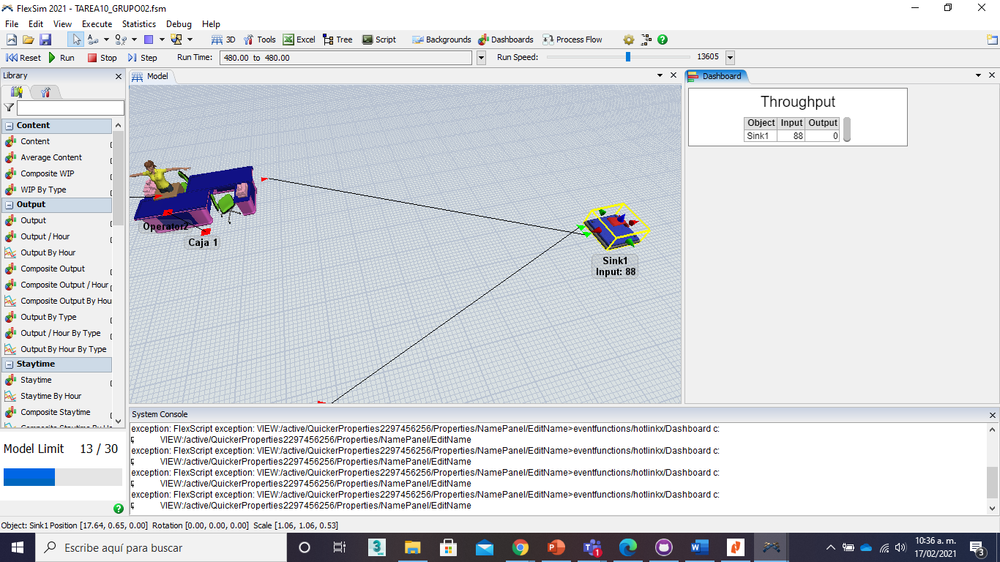 FlexSim 2021 - TAREA10_GRUPO02.fsm
File Edit View Execute Statistics Debug Help
3D Tools Excel Tree Script Backgrounds Dashboards Process Flow
Reset Run Stop Step Run Time: 480.00 to 480.00 Run Speed: 13605
Library
Model
Dashboard
Content
Content
Average Content
Composite WIP
WIP By Type
Output
Output
Output / Hour
Output By Hour
Composite Output
Composite Output / Hour
Composite Output By Hou
Output By Type
Output / Hour By Type
Output By Hour By Type
Staytime
Staytime
Staytime By Hour
Composite Staytime
Model Limit 13 / 30
Operator2
Caja 1
Sink1
Input: 88
Throughput
Object Input Output
Sink1 88 0
System Console
exception: FlexScript exception: VIEW:/active/QuickerProperties2297456256/Properties/NamePanel/EditName>eventfunctions/hotlinkx/Dashboard c:
VIEW:/active/QuickerProperties2297456256/Properties/NamePanel/EditName
exception: FlexScript exception: VIEW:/active/QuickerProperties2297456256/Properties/NamePanel/EditName>eventfunctions/hotlinkx/Dashboard c:
VIEW:/active/QuickerProperties2297456256/Properties/NamePanel/EditName
exception: FlexScript exception: VIEW:/active/QuickerProperties2297456256/Properties/NamePanel/EditName>eventfunctions/hotlinkx/Dashboard c:
VIEW:/active/QuickerProperties2297456256/Properties/NamePanel/EditName
exception: FlexScript exception: VIEW:/active/QuickerProperties2297456256/Properties/NamePanel/EditName>eventfunctions/hotlinkx/Dashboard c:
VIEW:/active/QuickerProperties2297456256/Properties/NamePanel/EditName
Object: Sink1 Position [17.64, 0.65, 0.00] Rotation [0.00, 0.00, 0.00] Scale [1.06, 1.06, 0.53]
Escribe aquí para buscar
10:36 a. m.
17/02/2021
3